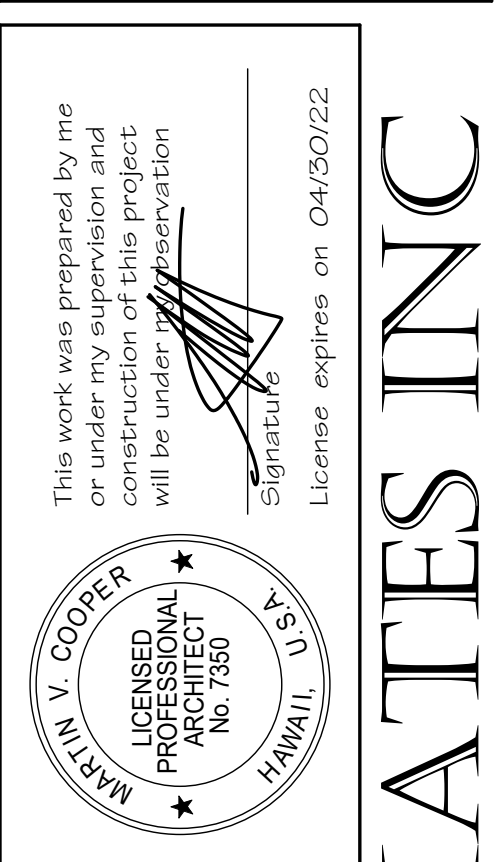 MARTIN V. COOPER
LICENSED
PROFESSIONAL
ARCHITECT
No. 7350
HAWAII, U.S.A.
This work was prepared by me
or under my supervision and
construction of this project
will be under my observation
Signature
License expires on 04/30/22
ATES INC